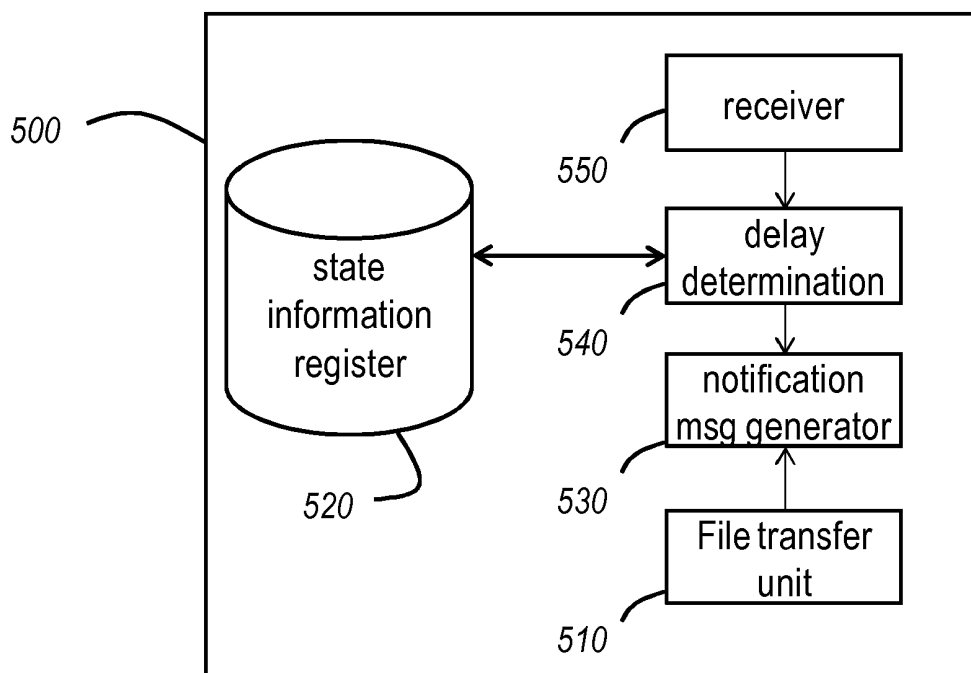 500
receiver
550
delay
determination
540
state
information
register
520
notification
msg generator
530
File transfer
unit
510